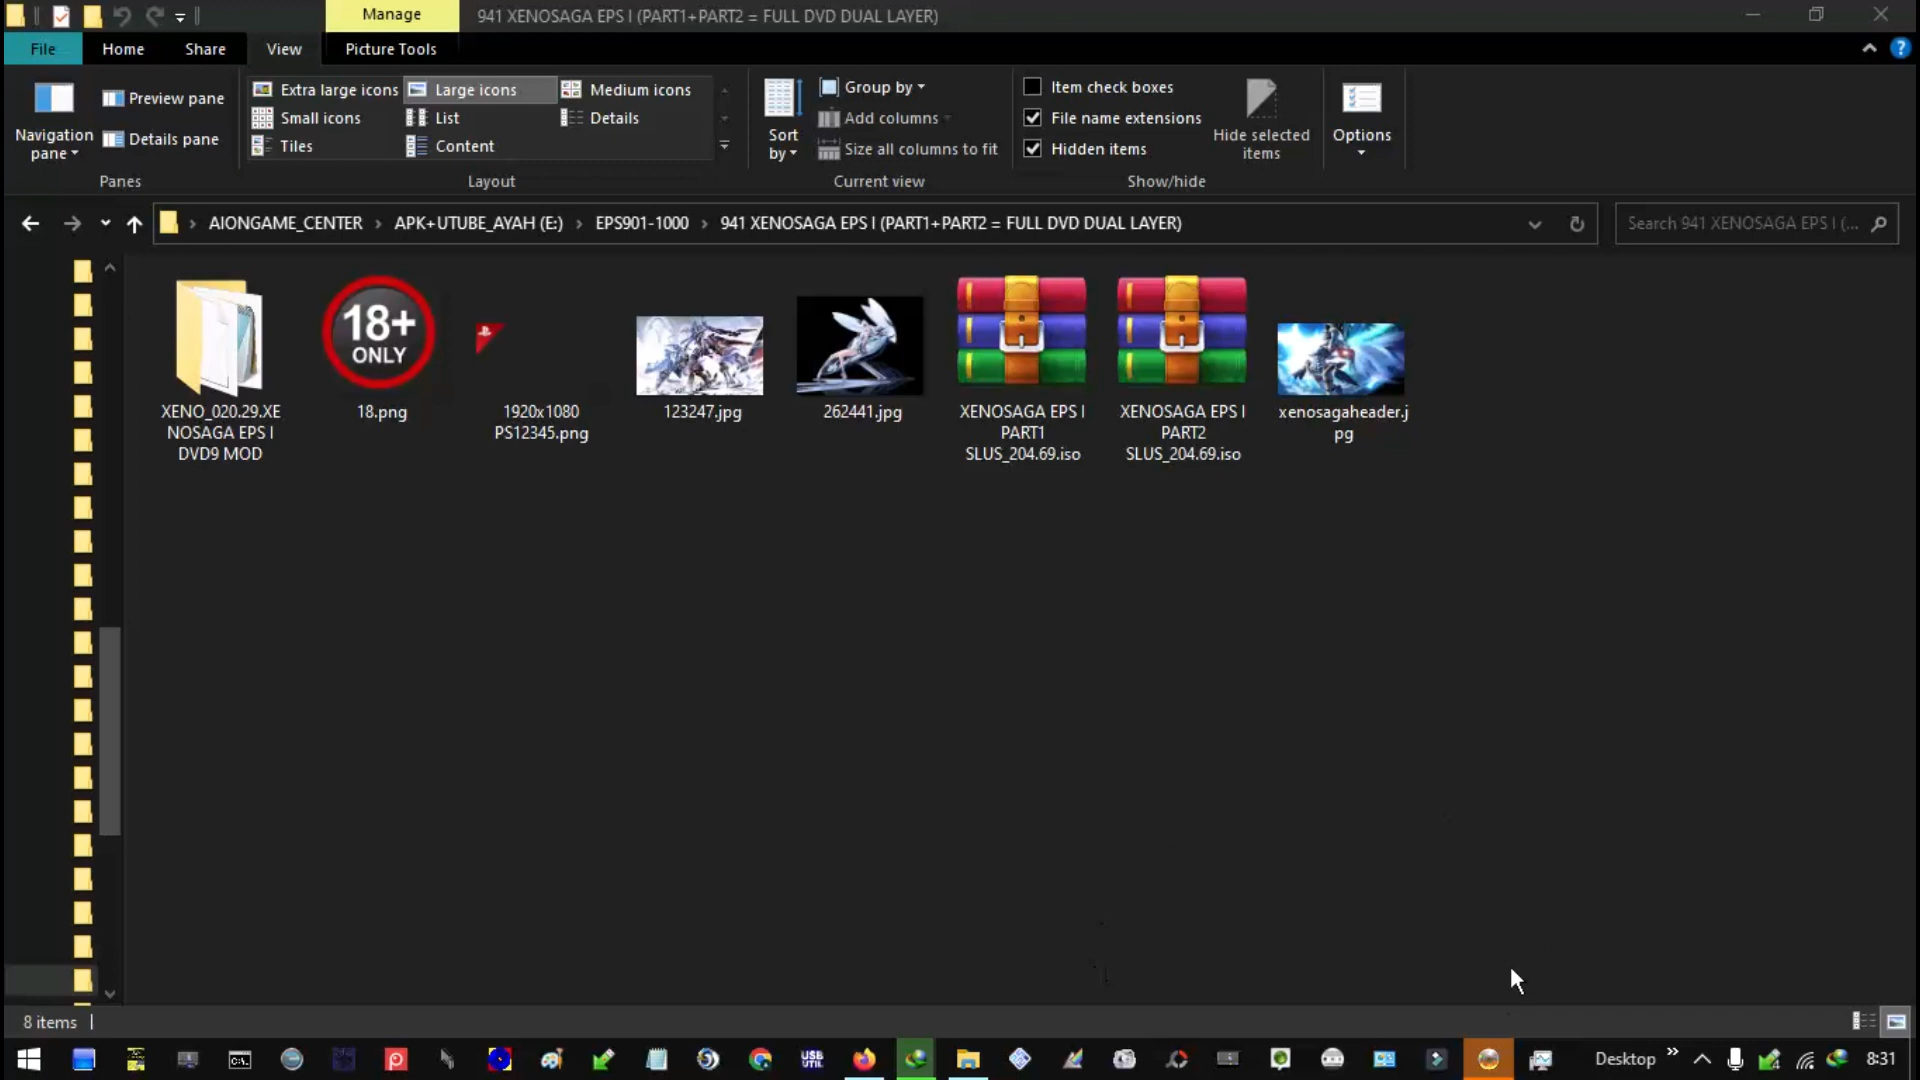 Manage
941 XENOSAGA EPS I (PART1+PART2 = FULL DVD DUAL LAYER)
File
Home
Share
View
Picture Tools
Navigation pane
Preview pane
Details pane
Panes
Extra large icons
Large icons
Medium icons
Small icons
List
Details
Tiles
Content
Layout
Sort by
Group by
Add columns
Size all columns to fit
Current view
Item check boxes
File name extensions
Hidden items
Hide selected items
Show/hide
Options
AIONGAME_CENTER
APK+UTUBE_AYAH (E:)
EPS901-1000
941 XENOSAGA EPS I (PART1+PART2 = FULL DVD DUAL LAYER)
Search 941 XENOSAGA EPS I (...
18+
ONLY
XENO_020.29.XE
NOSAGA EPS I
DVD9 MOD
18.png
1920x1080
PS12345.png
123247.jpg
262441.jpg
XENOSAGA EPS I
PART1
SLUS_204.69.iso
XENOSAGA EPS I
PART2
SLUS_204.69.iso
xenosagaheader.j
pg
8 items
USB
UTIL
Desktop
8:31